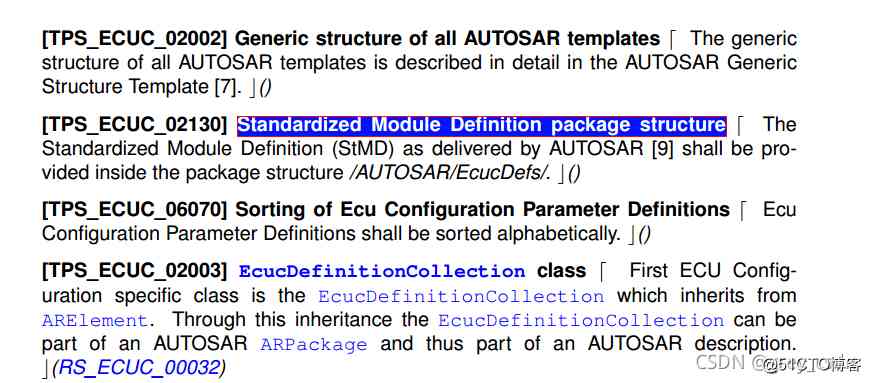 [TPS_ECUC_02002] Generic structure of all AUTOSAR templates ⌈ The generic
structure of all AUTOSAR templates is described in detail in the AUTOSAR Generic
Structure Template [7]. ⌋()
[TPS_ECUC_02130] Standardized Module Definition package structure ⌈ The
Standardized Module Definition (StMD) as delivered by AUTOSAR [9] shall be pro-
vided inside the package structure /AUTOSAR/EcucDefs/. ⌋()
[TPS_ECUC_06070] Sorting of Ecu Configuration Parameter Definitions ⌈ Ecu
Configuration Parameter Definitions shall be sorted alphabetically. ⌋()
[TPS_ECUC_02003] EcucDefinitionCollection class ⌈ First ECU Config-
uration specific class is the EcucDefinitionCollection which inherits from
ARElement. Through this inheritance the EcucDefinitionCollection can be
part of an AUTOSAR ARPackage and thus part of an AUTOSAR description.
⌋(RS_ECUC_00032)
CSDN @51CTO博客